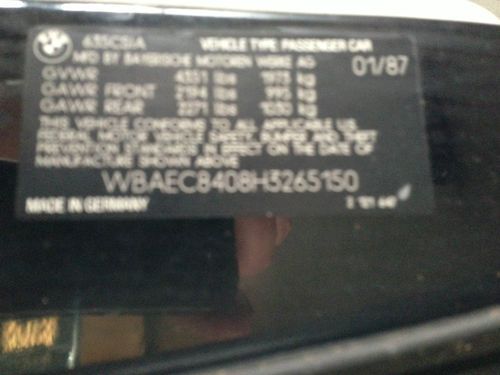 BMW 635CSIA VEHICLE TYPE PASSENGER CAR
MFD BY BAYERISCHE MOTOREN WERKE AG 01/87
GVWR 4351 lbs 1973 kg
GAWR FRONT 2194 lbs 995 kg
GAWR REAR lbs kg
THIS VEHICLE CONFORMS TO ALL APPLICABLE U.S.
FEDERAL MOTOR VEHICLE SAFETY, BUMPER AND THEFT
PREVENTION STANDARDS IN EFFECT ON THE DATE OF
MANUFACTURE SHOWN ABOVE
WBAEC8408H3265150
MADE IN GERMANY